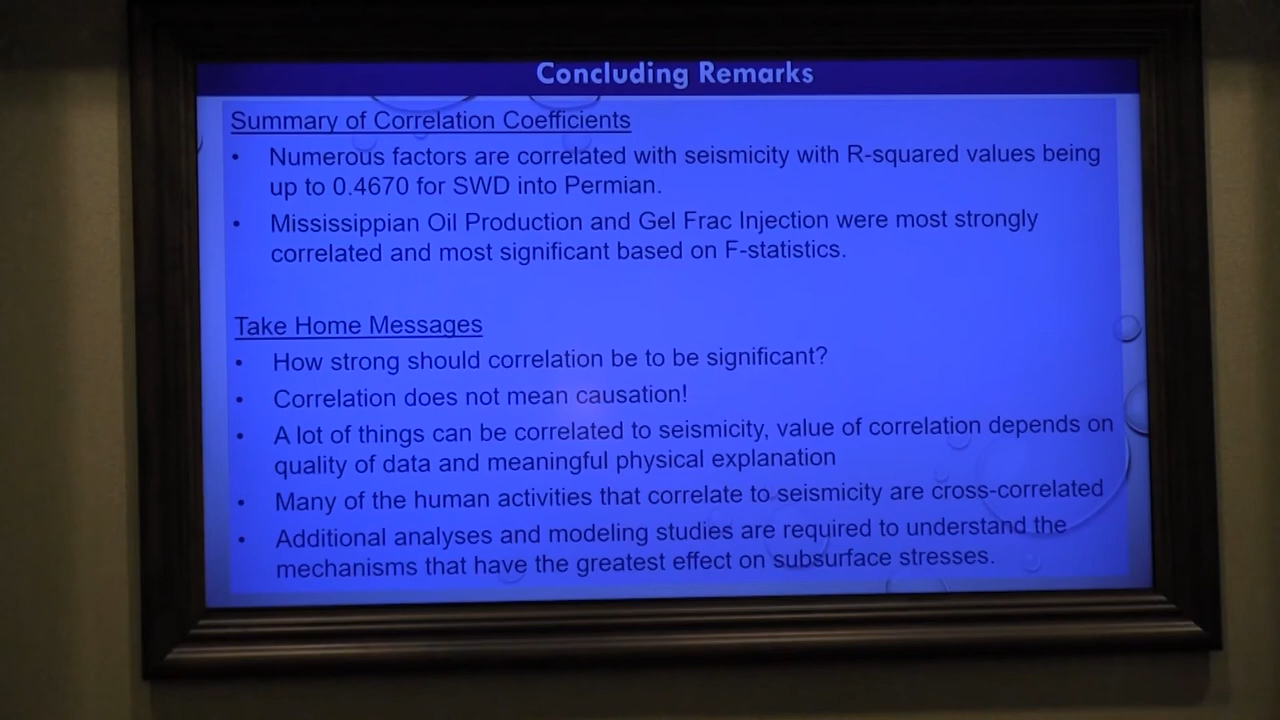 Concluding Remarks
Summary of Correlation Coefficients
• Numerous factors are correlated with seismicity with R-squared values being
up to 0.4670 for SWD into Permian.
• Mississippian Oil Production and Gel Frac Injection were most strongly
correlated and most significant based on F-statistics.
Take Home Messages
• How strong should correlation be to be significant?
• Correlation does not mean causation!
• A lot of things can be correlated to seismicity, value of correlation depends on
quality of data and meaningful physical explanation
• Many of the human activities that correlate to seismicity are cross-correlated
• Additional analyses and modeling studies are required to understand the
mechanisms that have the greatest effect on subsurface stresses.